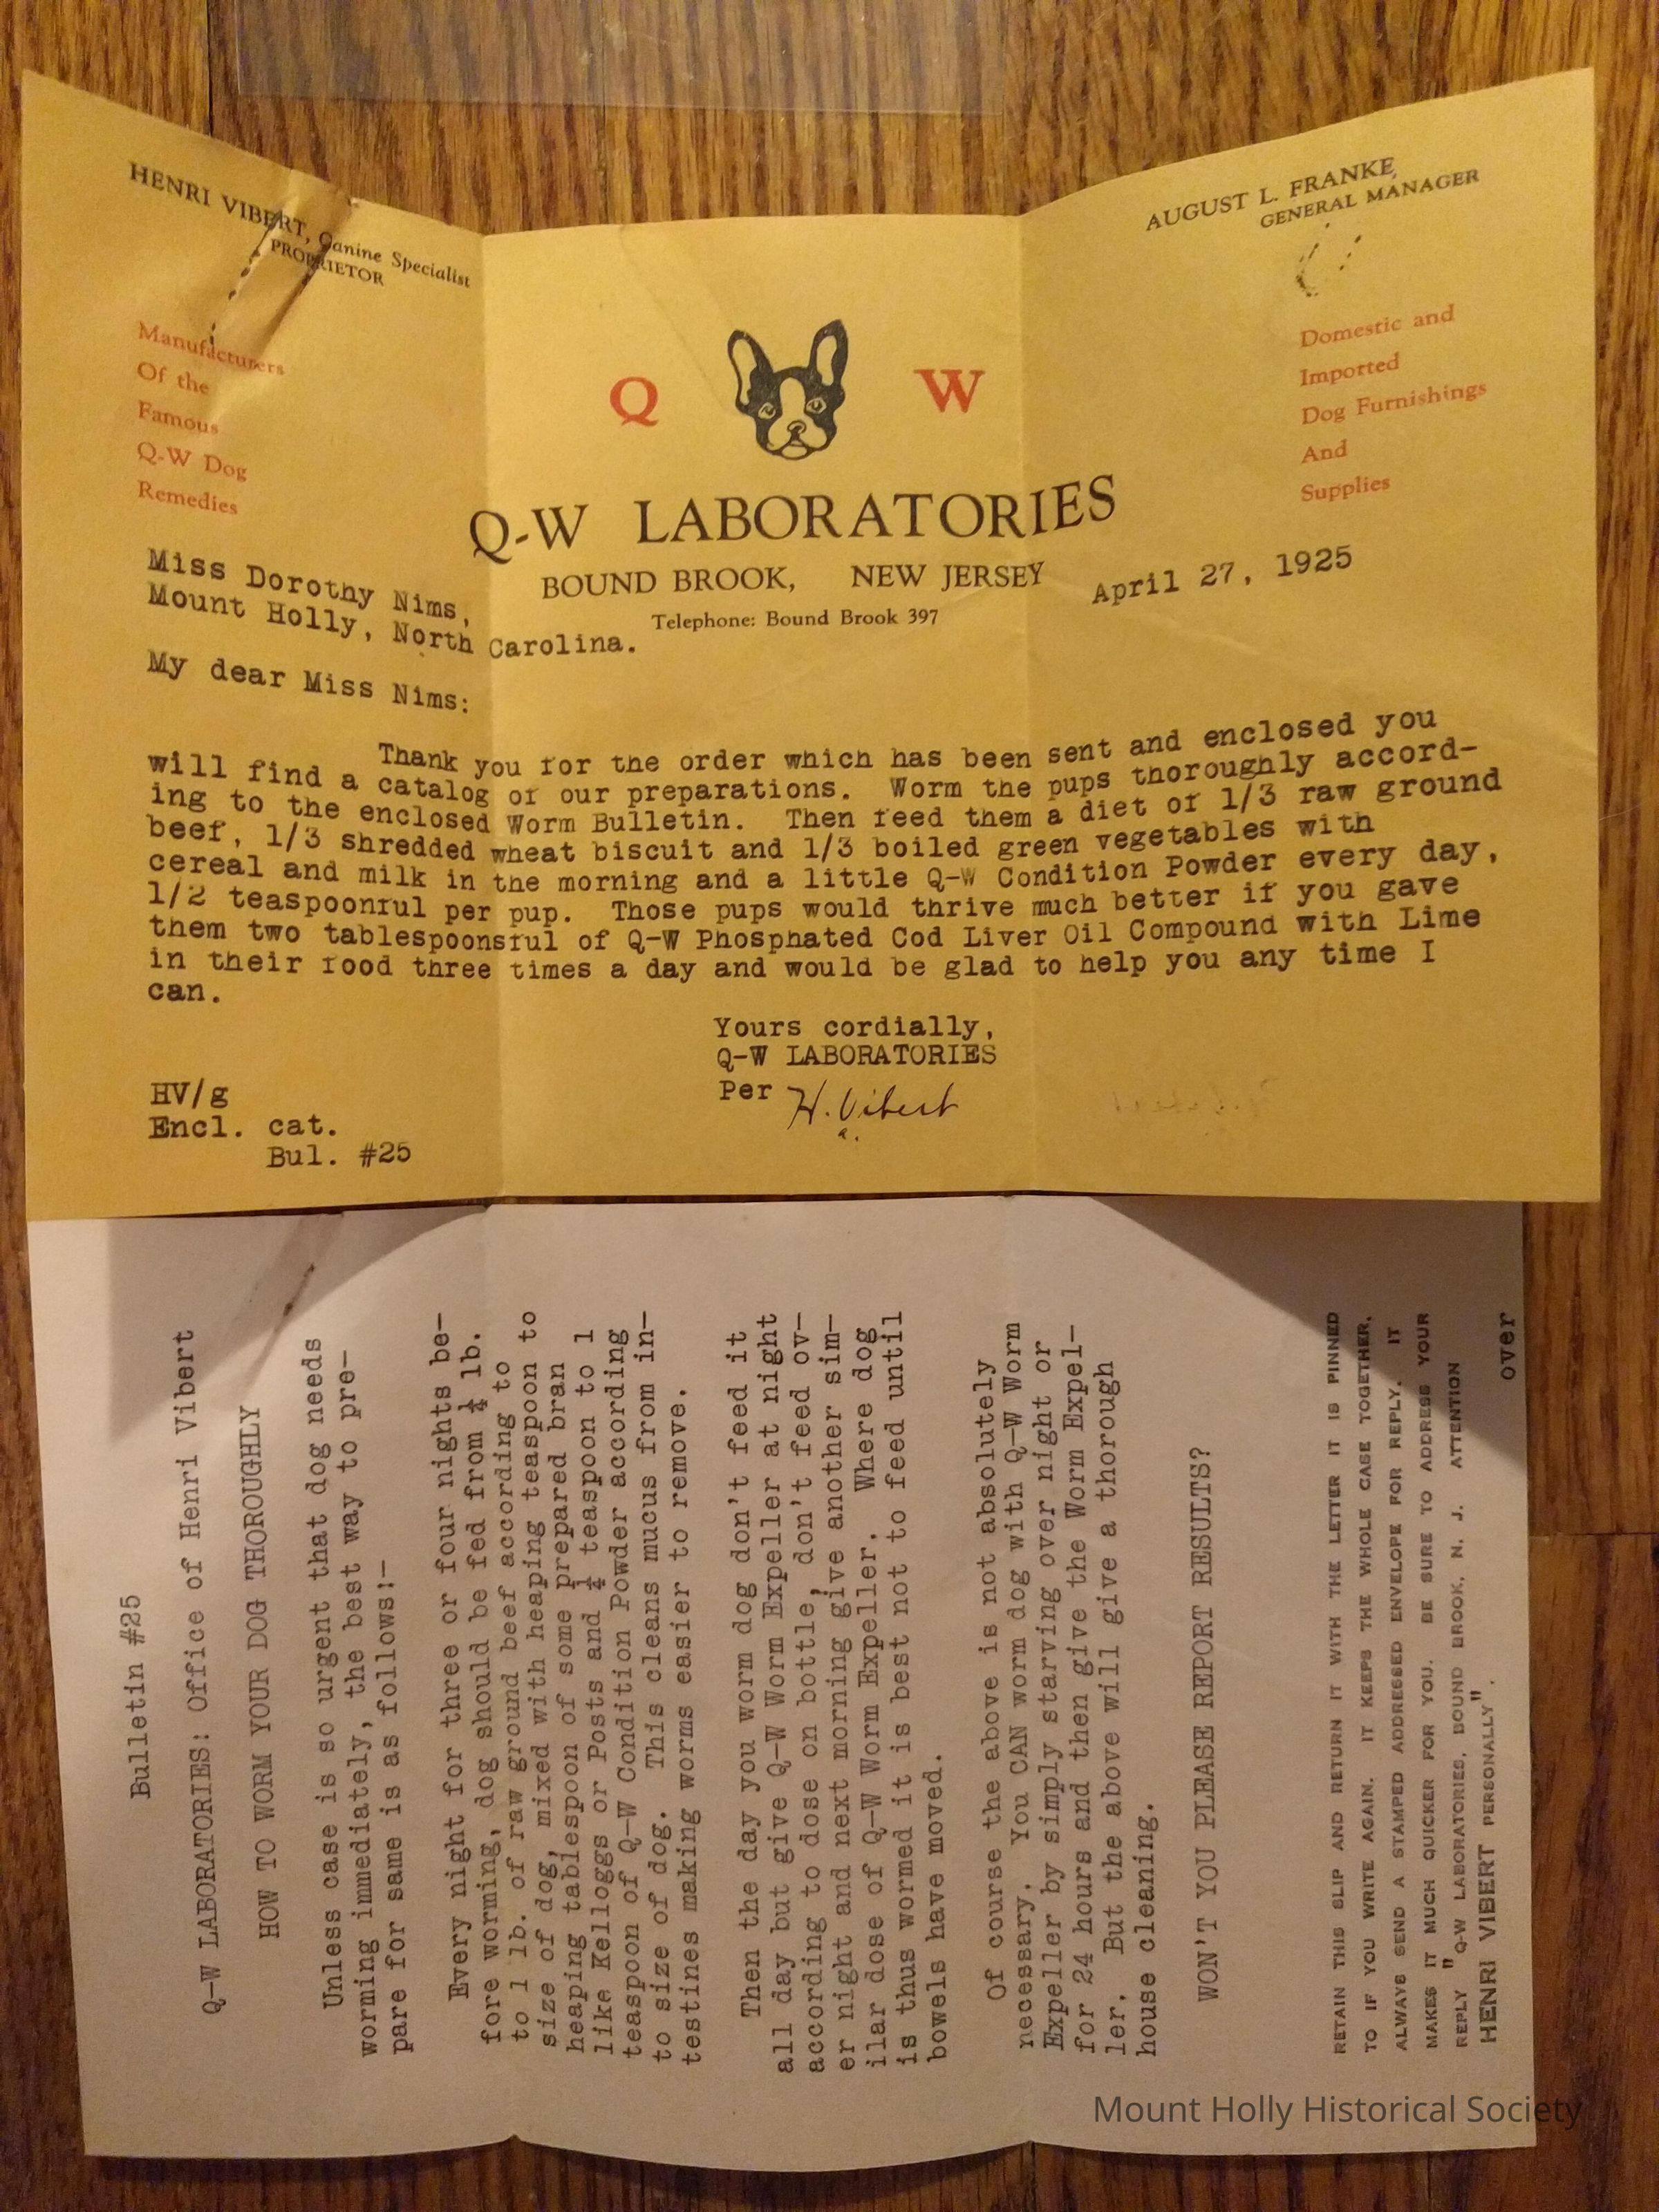 HENRI VIBERT, Canine Specialist
PROPRIETOR
AUGUST L. FRANKE,
GENERAL MANAGER
Manufacturers
Of the
Famous
Q-W Dog
Remedies
Q W
Domestic and
Imported
Dog Furnishings
And
Supplies
Q-W LABORATORIES
BOUND BROOK, NEW JERSEY
Telephone: Bound Brook 397
April 27, 1925
Miss Dorothy Nims,
Mount Holly, North Carolina.
My dear Miss Nims:
Thank you for the order which has been sent and enclosed you
will find a catalog of our preparations. Worm the pups thoroughly accord-
ing to the enclosed Worm Bulletin. Then feed them a diet of 1/3 raw ground
beef, 1/3 shredded wheat biscuit and 1/3 boiled green vegetables with
cereal and milk in the morning and a little Q-W Condition Powder every day,
1/2 teaspoonful per pup. Those pups would thrive much better if you gave
them two tablespoonsful of Q-W Phosphated Cod Liver Oil Compound with Lime
in their food three times a day and would be glad to help you any time I
can.
Yours cordially,
Q-W LABORATORIES
Per H. Vibert
a.
HV/g
Encl. cat.
Bul. #25
Bulletin #25
Q-W LABORATORIES: Office of Henri Vibert
HOW TO WORM YOUR DOG THOROUGHLY
Unless case is so urgent that dog needs
worming immediately, the best way to pre-
pare for same is as follows:-
Every night for three or four nights be-
fore worming, dog should be fed from ¼ lb.
to 1 lb. of raw ground beef according to
size of dog, mixed with heaping teaspoon to
heaping tablespoon of some prepared bran
like Kelloggs or Posts and ¼ teaspoon to 1
teaspoon of Q-W Condition Powder according
to size of dog. This cleans mucus from in-
testines making worms easier to remove.
Then the day you worm dog don't feed it
all day but give Q-W Worm Expeller at night
according to dose on bottle, don't feed ov-
er night and next morning give another sim-
ilar dose of Q-W Worm Expeller. Where dog
is thus wormed it is best not to feed until
bowels have moved.
Of course the above is not absolutely
necessary. You CAN worm dog with Q-W Worm
Expeller by simply starving over night or
for 24 hours and then give the Worm Expel-
ler. But the above will give a thorough
house cleaning.
WON'T YOU PLEASE REPORT RESULTS?
RETAIN THIS SLIP AND RETURN IT WITH THE LETTER IT IS PINNED
TO IF YOU WRITE AGAIN. IT KEEPS THE WHOLE CASE TOGETHER.
ALWAYS SEND A STAMPED ADDRESSED ENVELOPE FOR REPLY. IT
MAKES IT MUCH QUICKER FOR YOU. BE SURE TO ADDRESS YOUR
REPLY "Q-W LABORATORIES, BOUND BROOK, N. J. ATTENTION
HENRI VIBERT PERSONALLY".
over
Mount Holly Historical Society